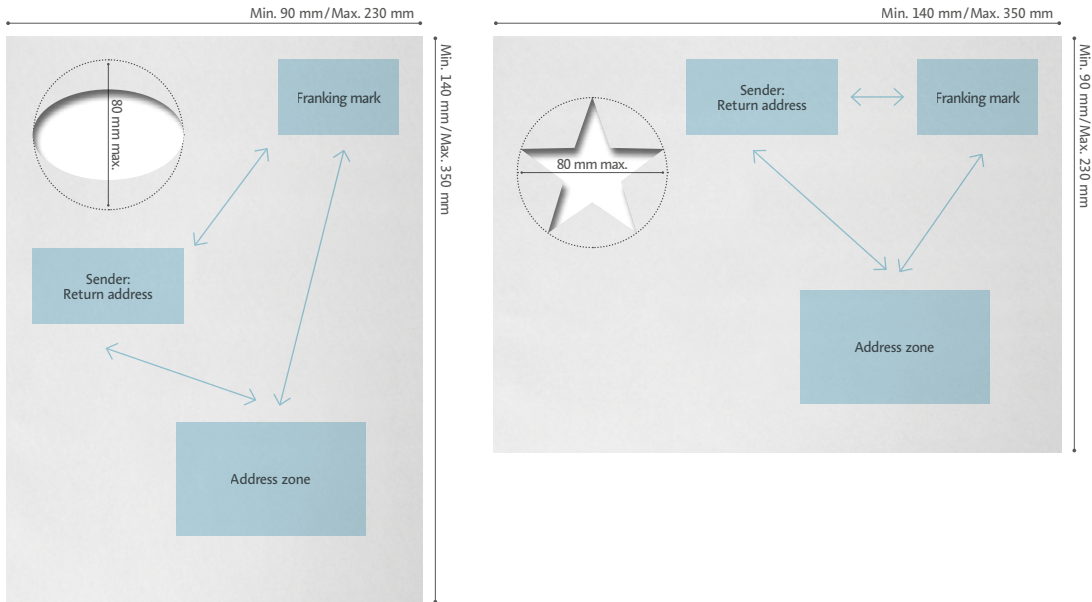 Min. 90 mm/Max. 230 mm
Min. 140 mm/Max. 350 mm
80 mm max.
Franking mark
Sender:
Return address
Address zone
Min. 140 mm/Max. 350 mm
Min. 90 mm/Max. 230 mm
80 mm max.
Sender:
Return address
Franking mark
Address zone